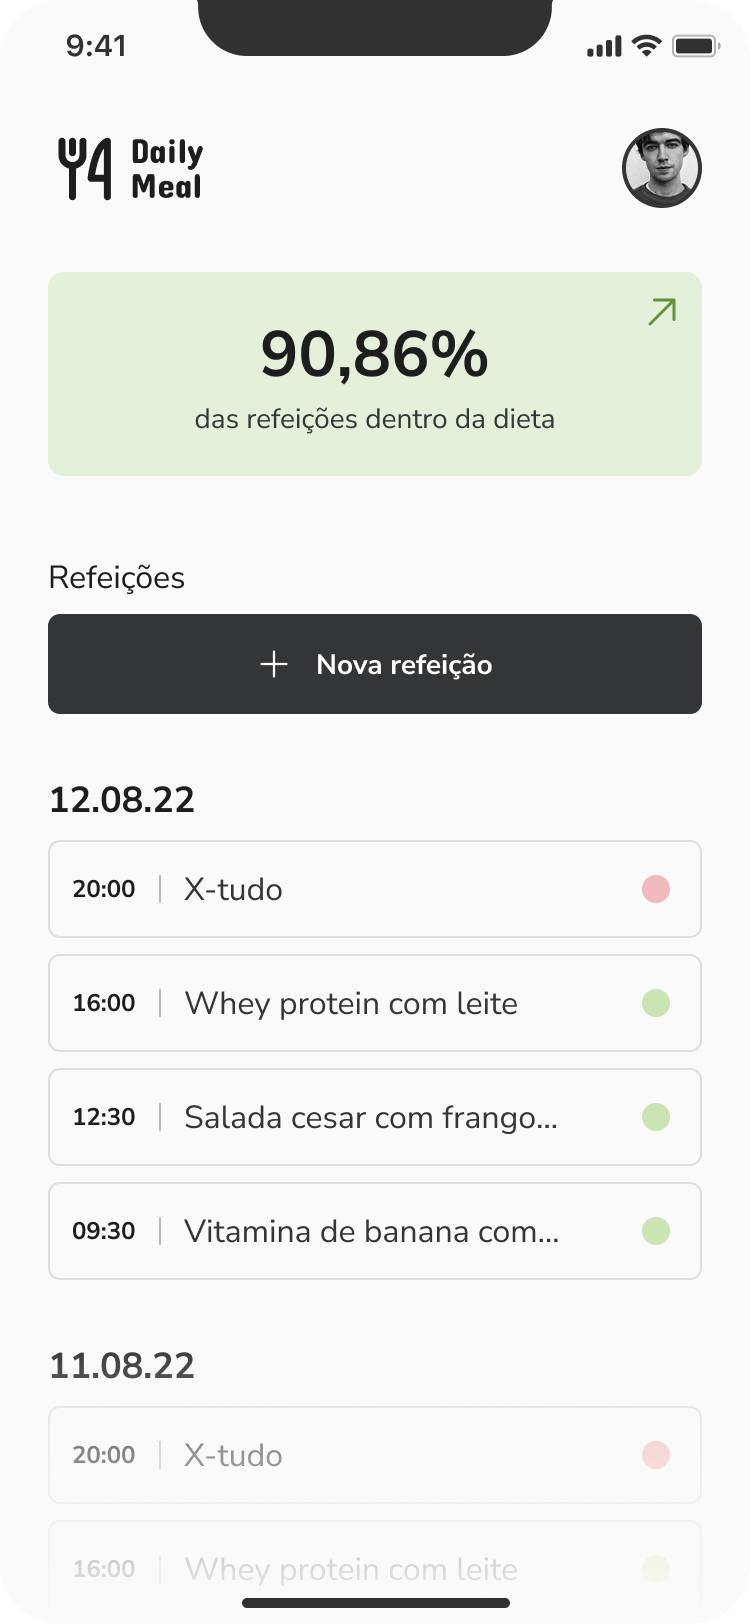 9:41
Daily
Meal
90,86%
das refeições dentro da dieta
Refeições
Nova refeição
12.08.22
20:00 X-tudo
16:00 Whey protein com leite
12:30 Salada cesar com frango...
09:30 Vitamina de banana com...
11.08.22
20:00 X-tudo
16:00 Whey protein com leite